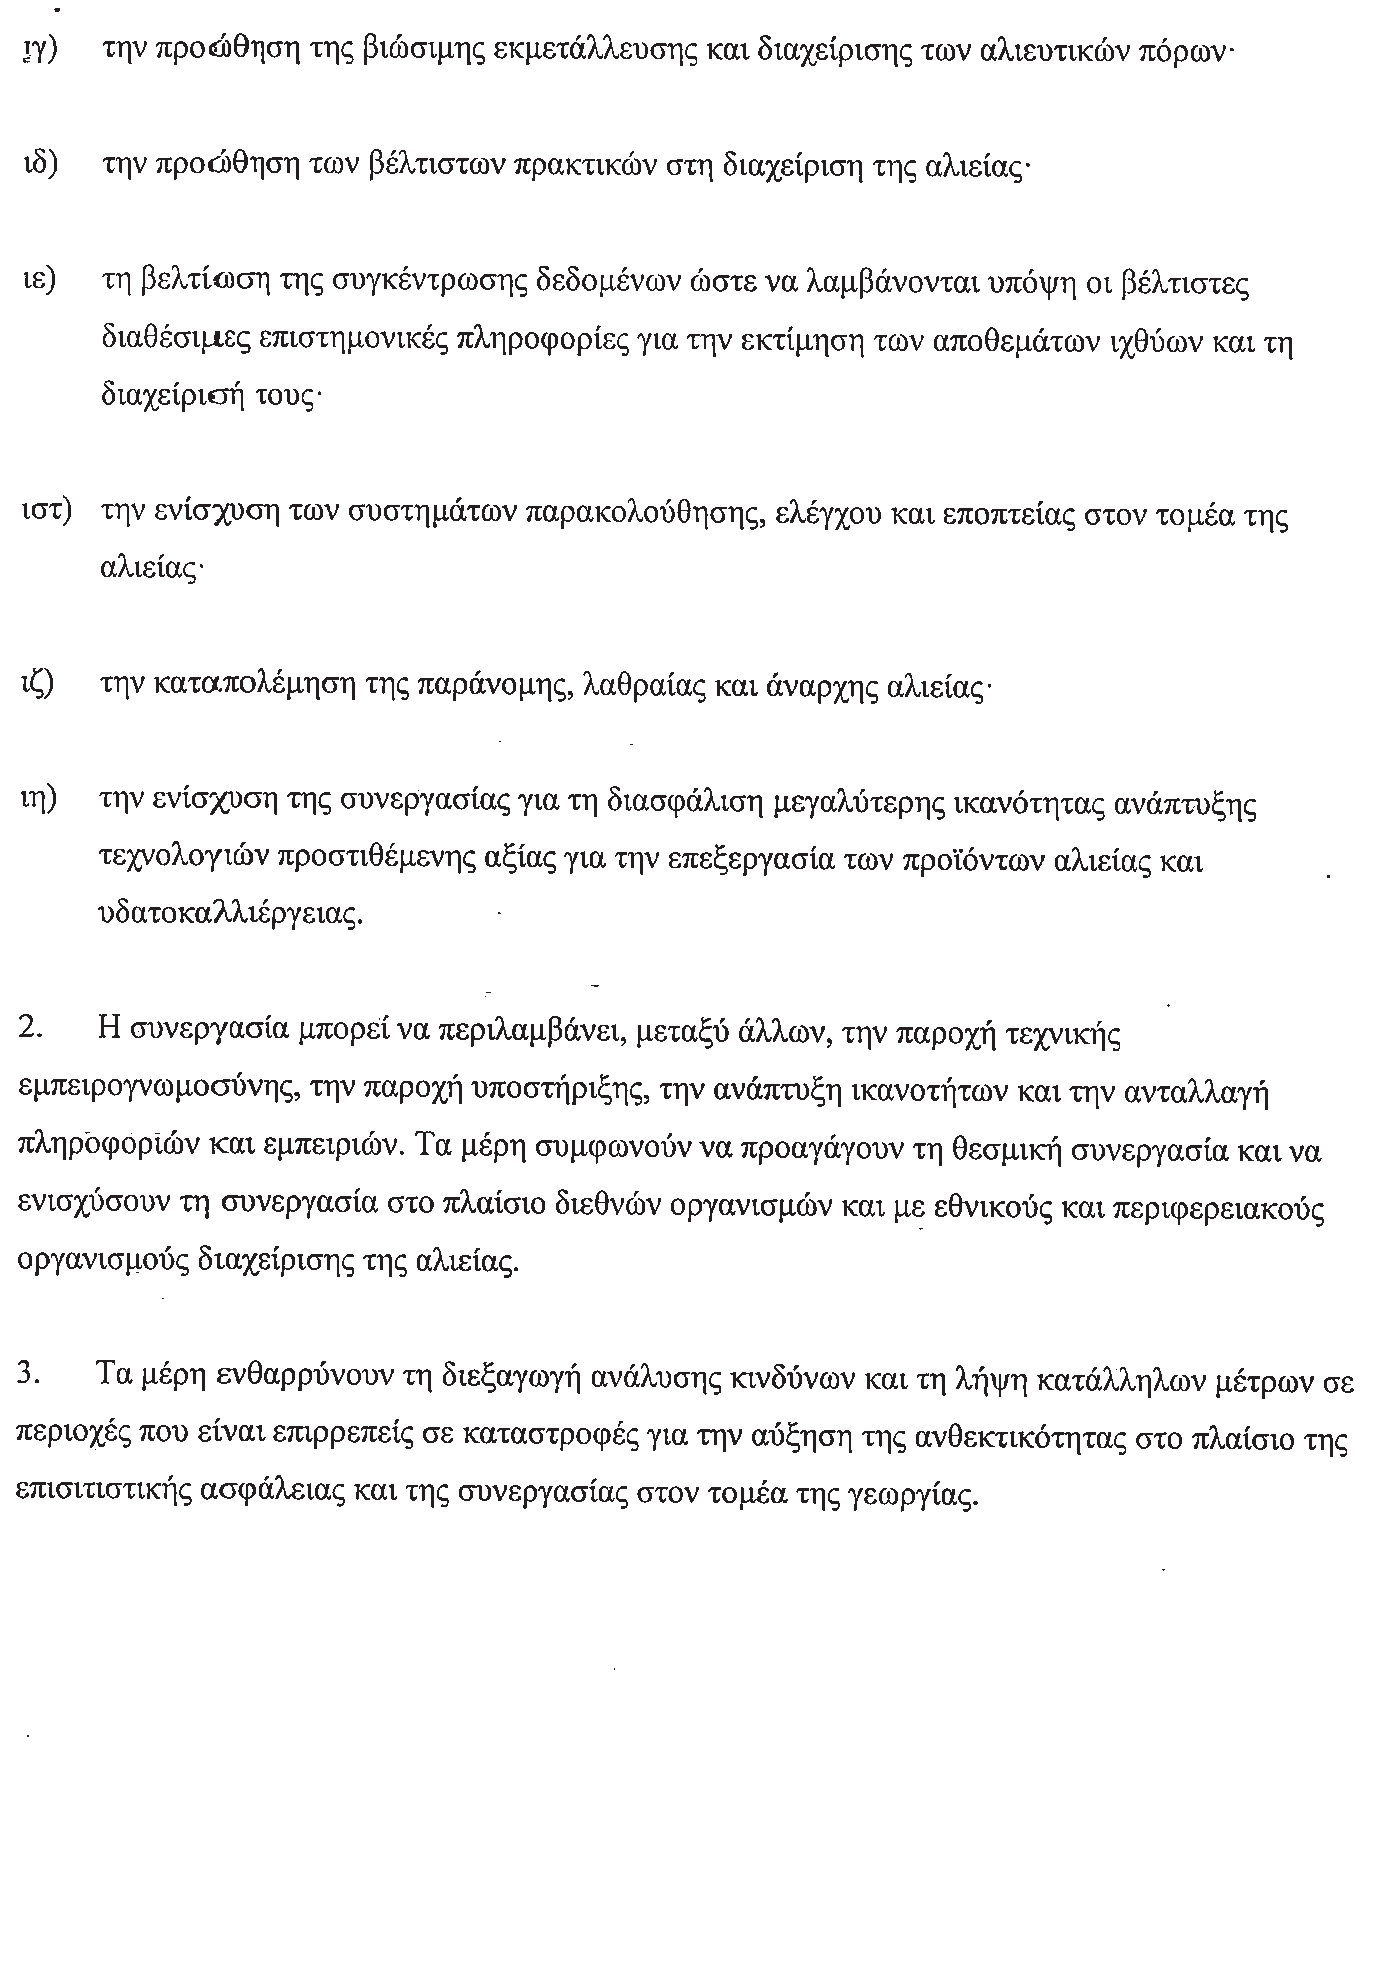 ιγ) την προώθηση της βιώσιμης εκμετάλλευσης και διαχείρισης των αλιευτικών πόρων·
ιδ) την προώθηση των βέλτιστων πρακτικών στη διαχείριση της αλιείας·
ιε) τη βελτίωση της συγκέντρωσης δεδομένων ώστε να λαμβάνονται υπόψη οι βέλτιστες
διαθέσιμες επιστημονικές πληροφορίες για την εκτίμηση των αποθεμάτων ιχθύων και τη
διαχείρισή τους·
ιστ) την ενίσχυση των συστημάτων παρακολούθησης, ελέγχου και εποπτείας στον τομέα της
αλιείας·
ιζ) την καταπολέμηση της παράνομης, λαθραίας και άναρχης αλιείας·
ιη) την ενίσχυση της συνεργασίας για τη διασφάλιση μεγαλύτερης ικανότητας ανάπτυξης
τεχνολογιών προστιθέμενης αξίας για την επεξεργασία των προϊόντων αλιείας και
υδατοκαλλιέργειας.
2. Η συνεργασία μπορεί να περιλαμβάνει, μεταξύ άλλων, την παροχή τεχνικής
εμπειρογνωμοσύνης, την παροχή υποστήριξης, την ανάπτυξη ικανοτήτων και την ανταλλαγή
πληροφοριών και εμπειριών. Τα μέρη συμφωνούν να προαγάγουν τη θεσμική συνεργασία και να
ενισχύσουν τη συνεργασία στο πλαίσιο διεθνών οργανισμών και με εθνικούς και περιφερειακούς
οργανισμούς διαχείρισης της αλιείας.
3. Τα μέρη ενθαρρύνουν τη διεξαγωγή ανάλυσης κινδύνων και τη λήψη κατάλληλων μέτρων σε
περιοχές που είναι επιρρεπείς σε καταστροφές για την αύξηση της ανθεκτικότητας στο πλαίσιο της
επισιτιστικής ασφάλειας και της συνεργασίας στον τομέα της γεωργίας.